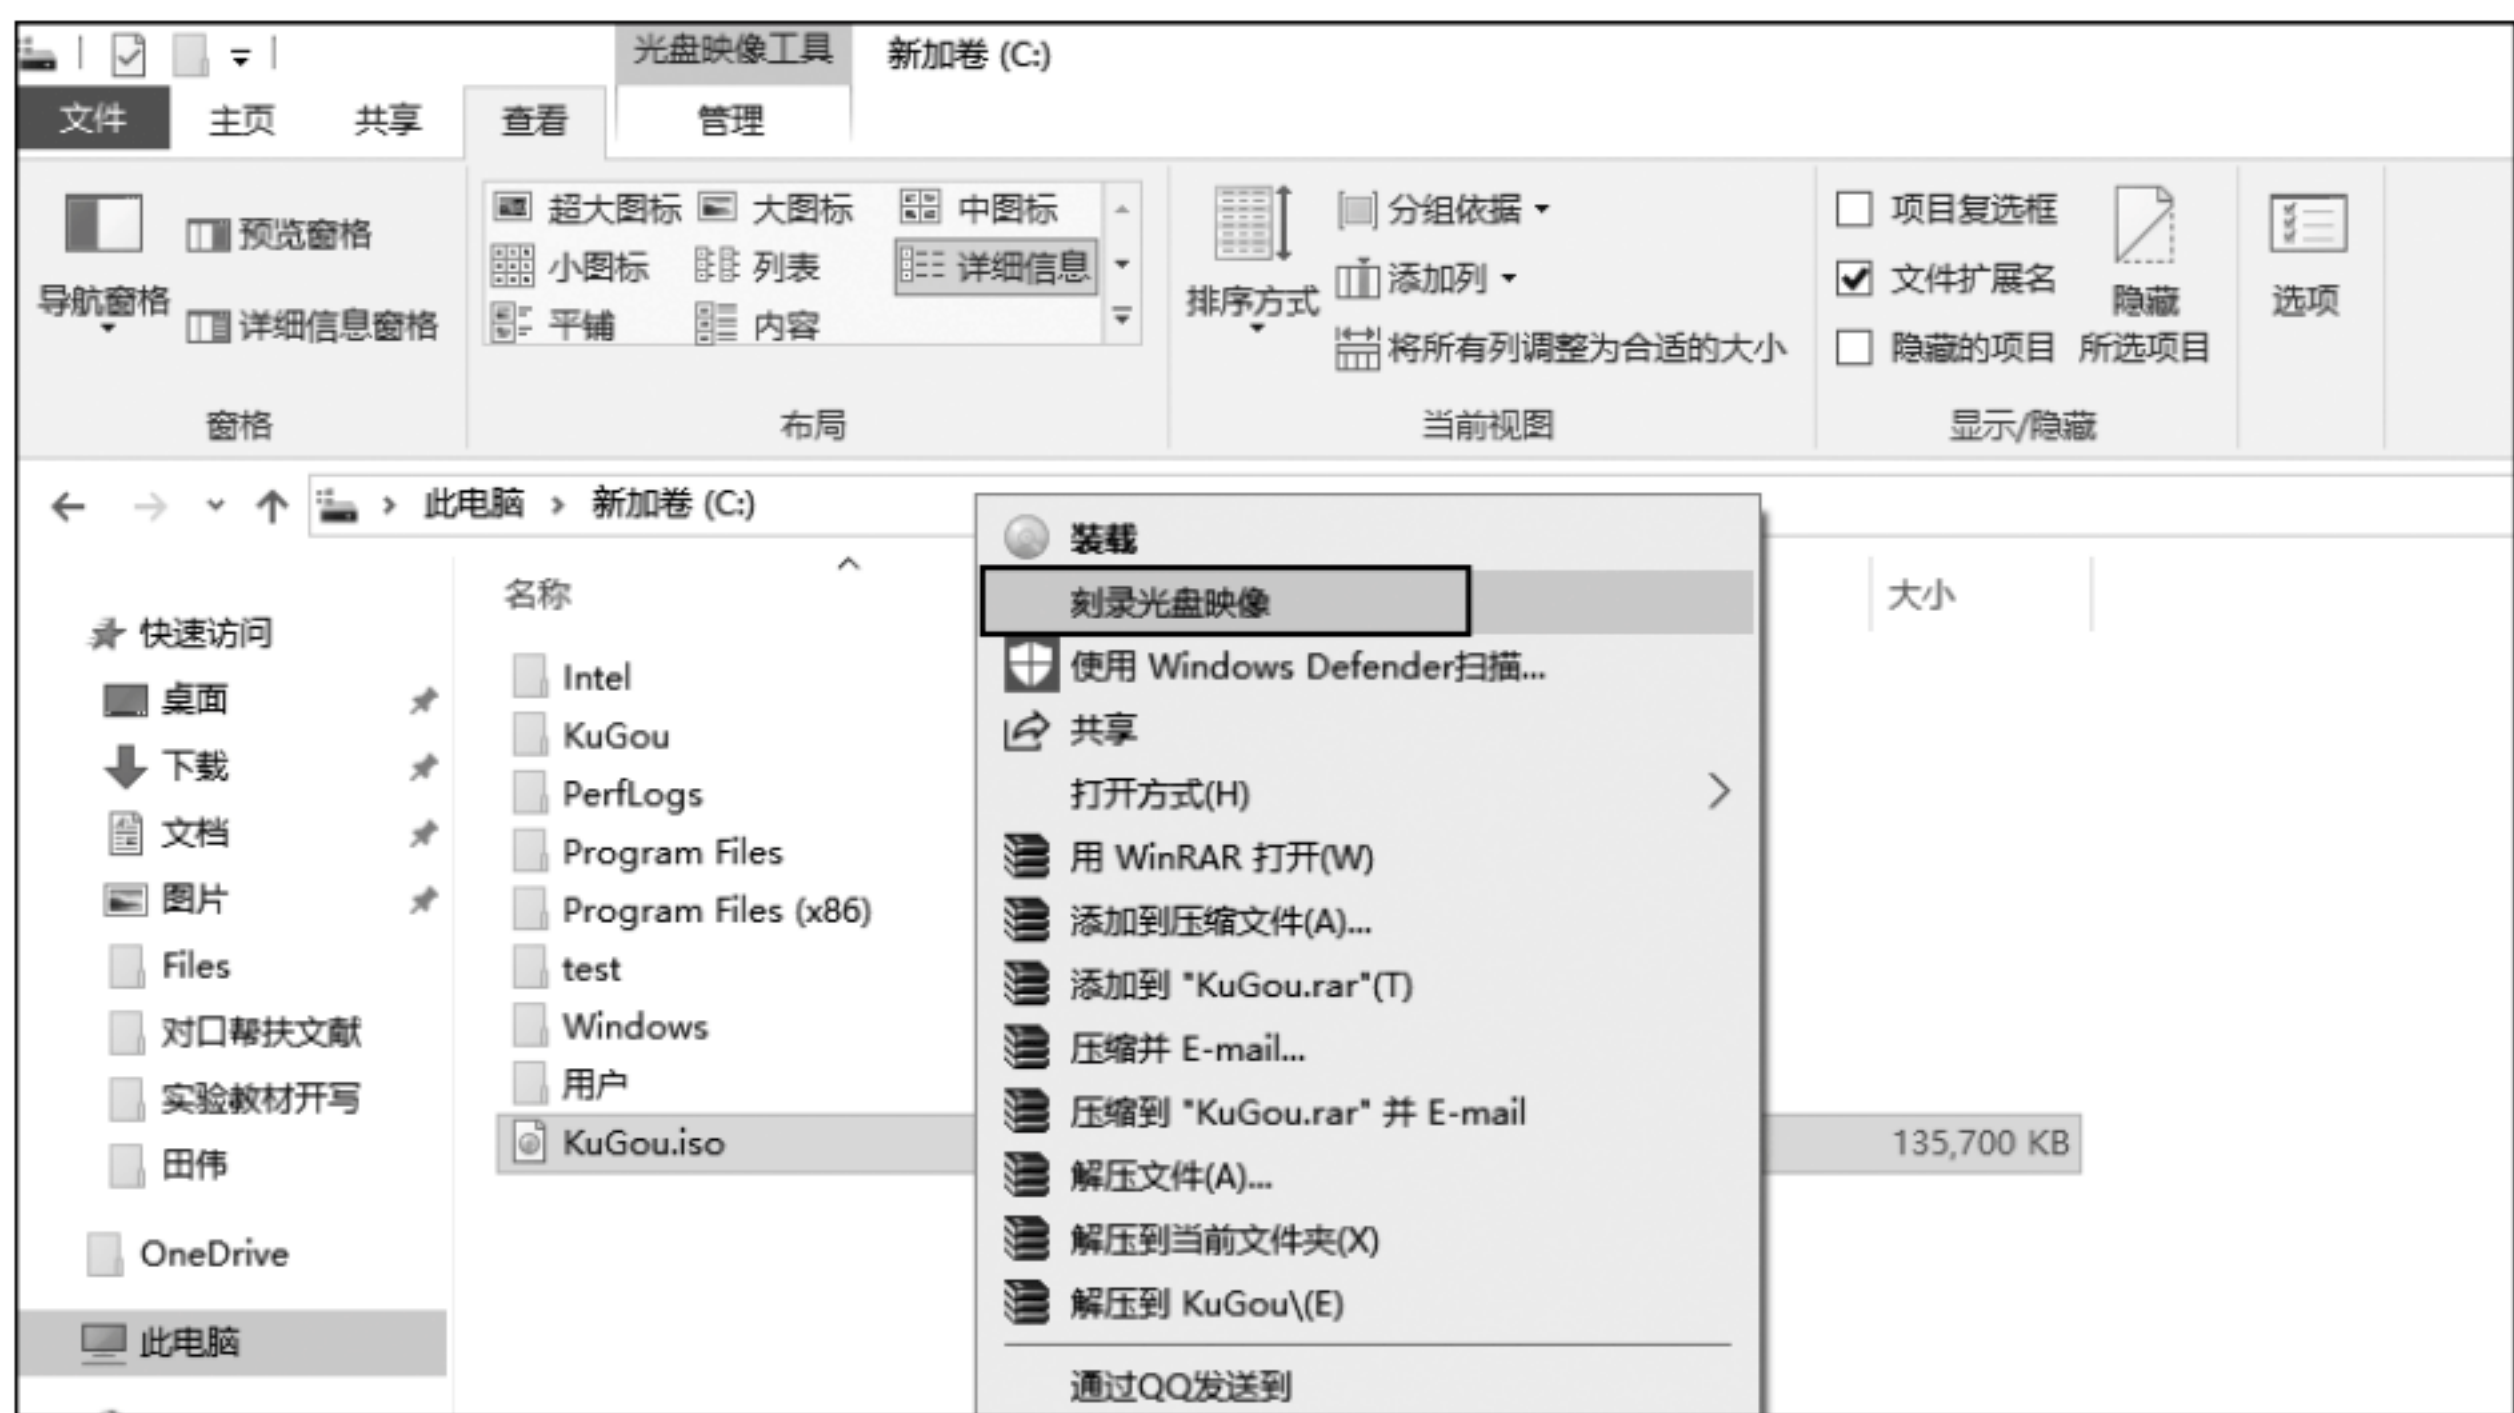 光盘映像工具 新加卷 (C:)
文件 主页 共享 查看 管理
导航窗格
预览窗格
详细信息窗格
窗格
超大图标 大图标 中图标
小图标 列表 详细信息
平铺 内容
布局
排序方式
分组依据
添加列
将所有列调整为合适的大小
当前视图
项目复选框
文件扩展名
隐藏的项目
隐藏
所选项目
显示/隐藏
选项
此电脑 新加卷 (C:)
快速访问
桌面
下载
文档
图片
Files
对口帮扶文献
实验教材开写
田伟
OneDrive
此电脑
名称
大小
Intel
KuGou
PerfLogs
Program Files
Program Files (x86)
test
Windows
用户
KuGou.iso
135,700 KB
装载
刻录光盘映像
使用 Windows Defender扫描...
共享
打开方式(H)
用 WinRAR 打开(W)
添加到压缩文件(A)...
添加到 "KuGou.rar"(T)
压缩并 E-mail...
压缩到 "KuGou.rar" 并 E-mail
解压文件(A)...
解压到当前文件夹(X)
解压到 KuGou\(E)
通过QQ发送到